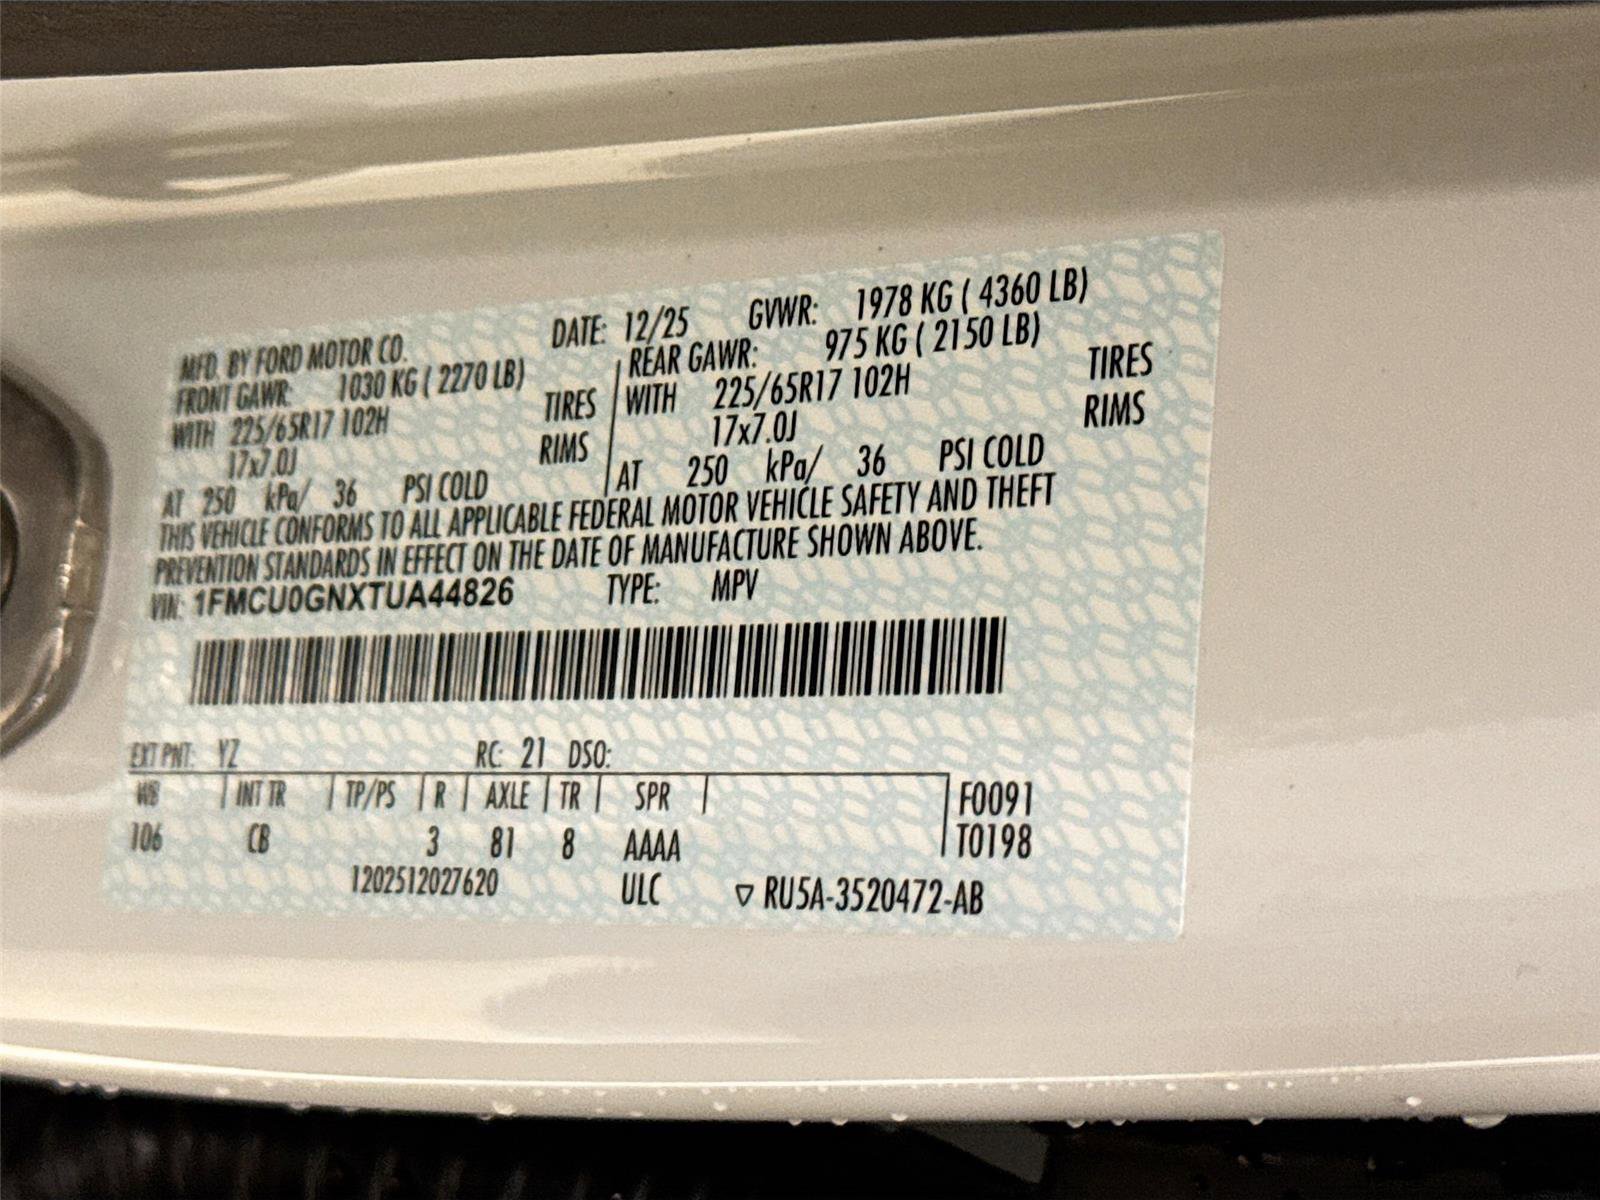 MFD. BY FORD MOTOR CO. DATE: 12/25 GVWR: 1978 KG ( 4360 LB)
FRONT GAWR: 1030 KG ( 2270 LB) REAR GAWR: 975 KG ( 2150 LB)
WITH 225/65R17 102H TIRES WITH 225/65R17 102H TIRES
17x7.0J RIMS 17x7.0J RIMS
AT 250 kPa/ 36 PSI COLD AT 250 kPa/ 36 PSI COLD
THIS VEHICLE CONFORMS TO ALL APPLICABLE FEDERAL MOTOR VEHICLE SAFETY AND THEFT
PREVENTION STANDARDS IN EFFECT ON THE DATE OF MANUFACTURE SHOWN ABOVE.
VIN: 1FMCU0GNXTUA44826 TYPE: MPV
EXT PNT: YZ RC: 21 DSO:
WB INT TR TP/PS R AXLE TR SPR F0091
106 CB 3 81 8 AAAA T0198
1202512027620 ULC ▽ RU5A-3520472-AB